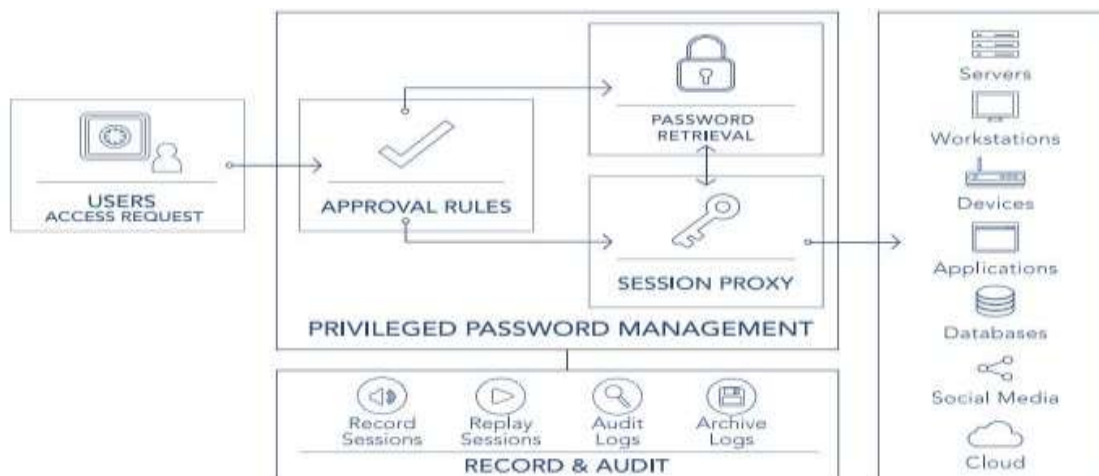 USERS
ACCESS REQUEST
APPROVAL RULES
PASSWORD
RETRIEVAL
SESSION PROXY
PRIVILEGED PASSWORD MANAGEMENT
Record
Sessions
Replay
Sessions
Audit
Logs
Archive
Logs
RECORD & AUDIT
Servers
Workstations
Devices
Applications
Databases
Social Media
Cloud